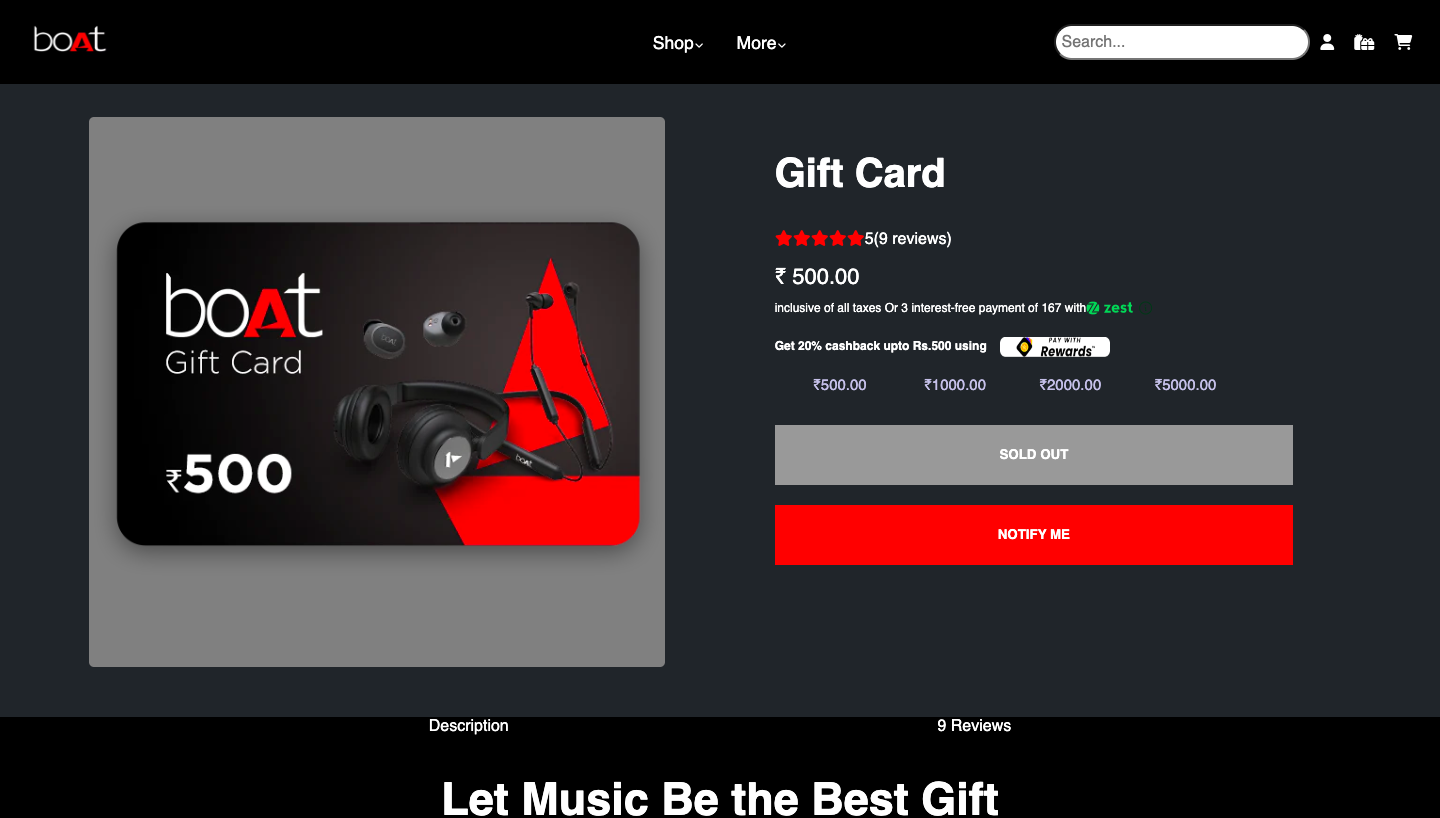 boAt
Shop
More
Search...
Gift Card
5(9 reviews)
₹ 500.00
inclusive of all taxes Or 3 interest-free payment of 167 with zest
Get 20% cashback upto Rs.500 using PAY WITH Rewards™
₹500.00 ₹1000.00 ₹2000.00 ₹5000.00
SOLD OUT
NOTIFY ME
boAt
Gift Card
₹500
boAt
boAt
Description
9 Reviews
Let Music Be the Best Gift